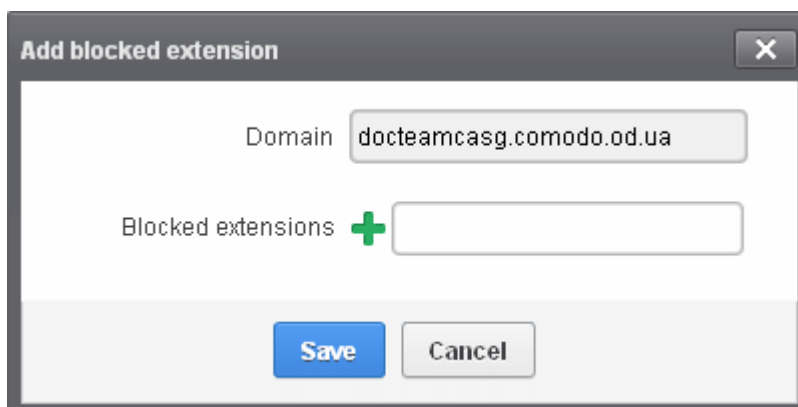 Add blocked extension
Domain docteamcasg.comodo.od.ua
Blocked extensions
Save Cancel